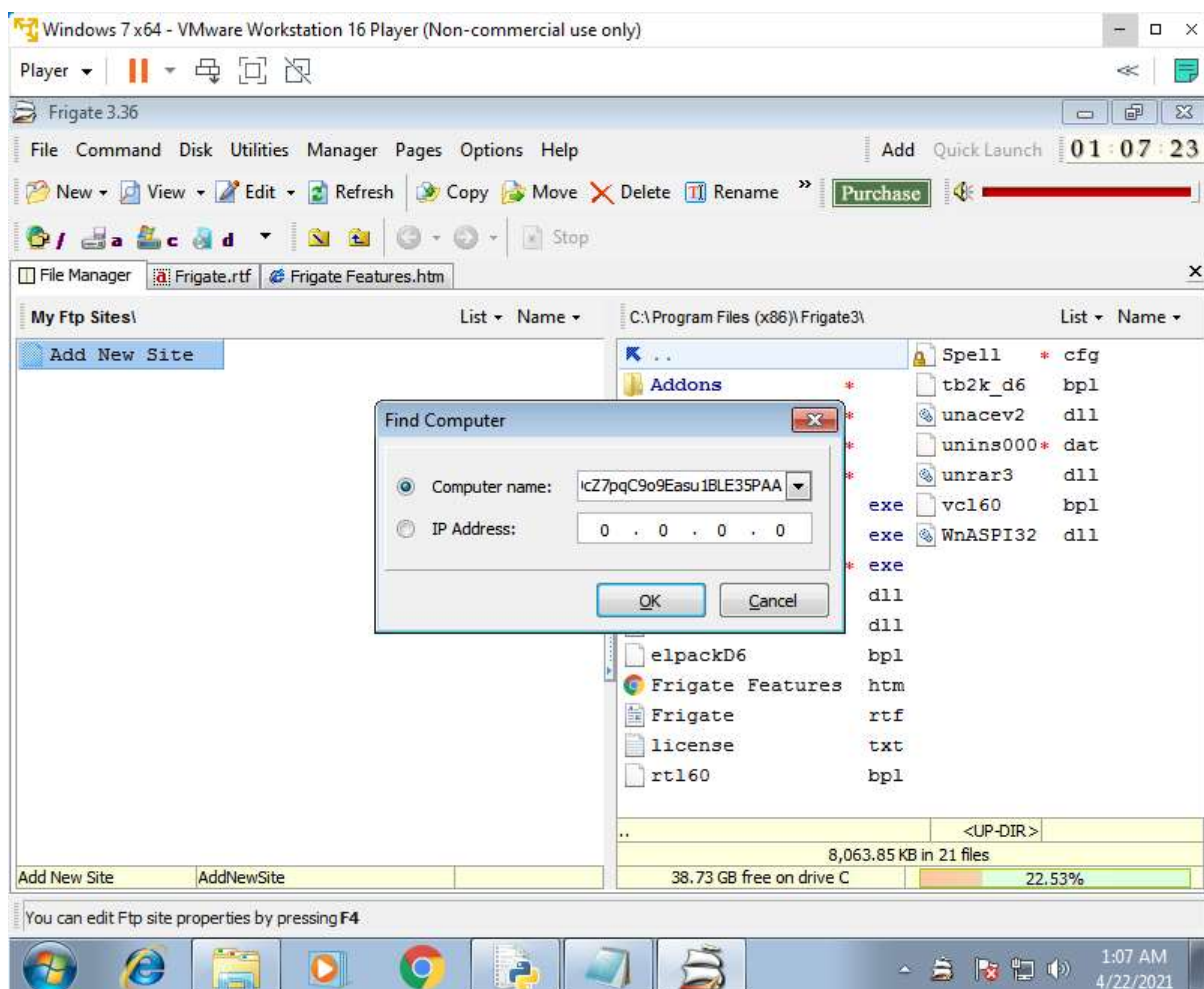 Windows 7 x64 - VMware Workstation 16 Player (Non-commercial use only)
Player
Frigate 3.36
File Command Disk Utilities Manager Pages Options Help Add Quick Launch 01:07:23
New View Edit Refresh Copy Move Delete Rename » Purchase
/ a c d Stop
File Manager Frigate.rtf Frigate Features.htm
My Ftp Sites\ List Name C:\Program Files (x86)\Frigate3\ List Name
Add New Site .. Spell * cfg
Addons * tb2k_d6 bpl
Find Computer * unacev2 dll
* unins000* dat
Computer name: cZ7pqC9o9Easu1BLE35PAA * unrar3 dll
exe vcl60 bpl
IP Address: 0 . 0 . 0 . 0 exe WnASPI32 dll
* exe
OK Cancel dll
dll
elpackD6 bpl
Frigate Features htm
Frigate rtf
license txt
rtl60 bpl
.. <UP-DIR>
8,063.85 KB in 21 files
Add New Site AddNewSite 38.73 GB free on drive C 22.53%
You can edit Ftp site properties by pressing F4
1:07 AM
4/22/2021